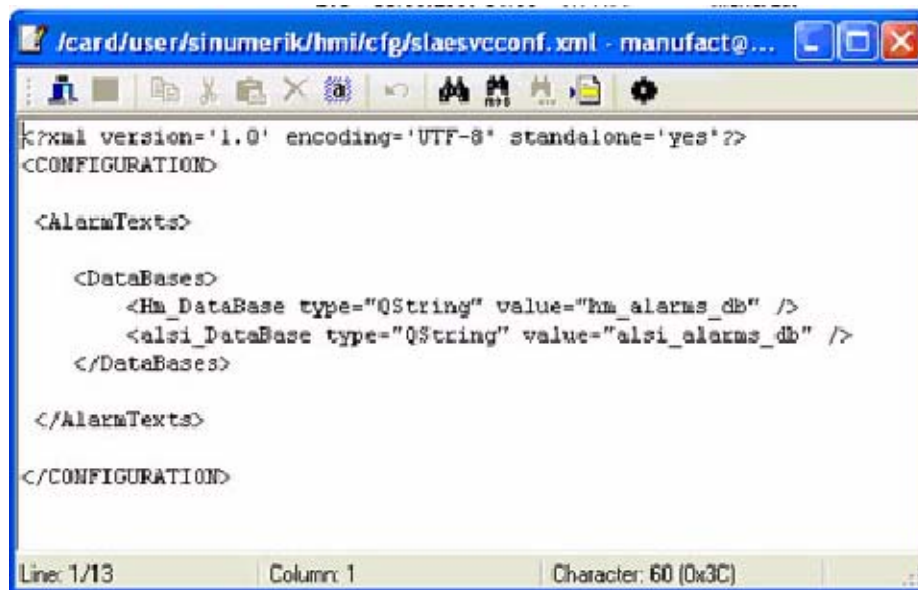 /card/user/sinumerik/hmi/cfg/slaesvcconf.xml - manufact@...
<?xml version='1.0' encoding='UTF-8' standalone='yes'?>
<CONFIGURATION>
<AlarmTexts>
<DataBases>
<Hm_DataBase type="QString" value="hm_alarms_db" />
<alsi_DataBase type="QString" value="alsi_alarms_db" />
</DataBases>
</AlarmTexts>
</CONFIGURATION>
Line: 1/13 Column: 1 Character: 60 (0x3C)